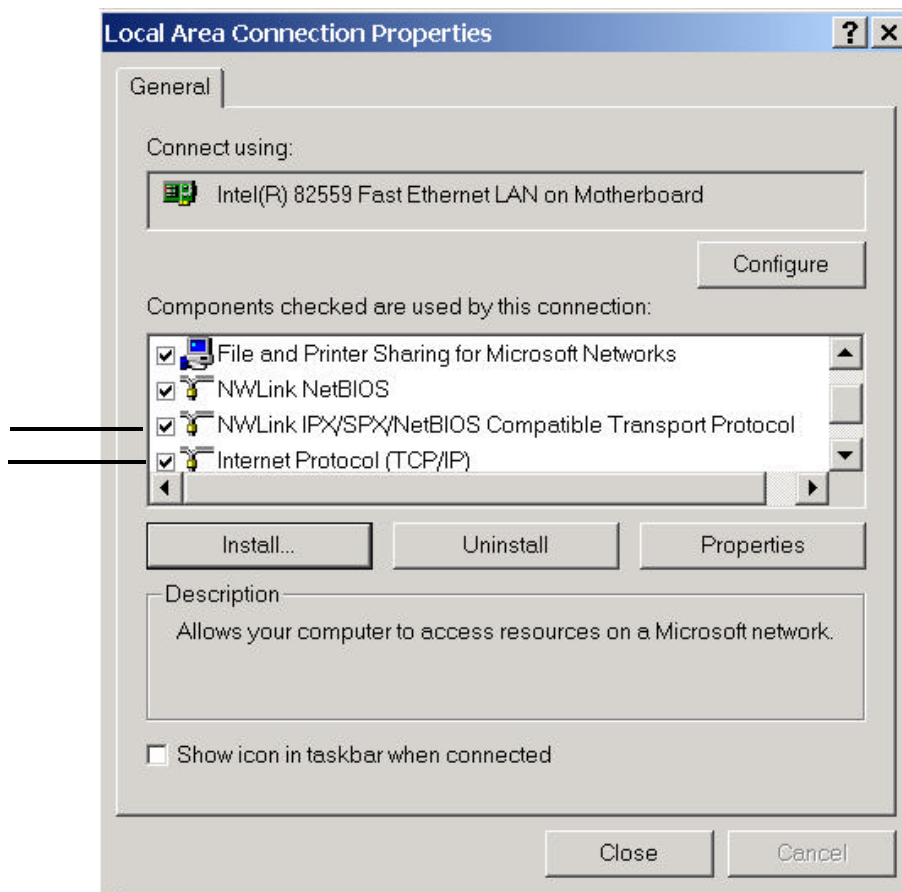 Local Area Connection Properties
General
Connect using:
Intel(R) 82559 Fast Ethernet LAN on Motherboard
Configure
Components checked are used by this connection:
File and Printer Sharing for Microsoft Networks
NWLink NetBIOS
NWLink IPX/SPX/NetBIOS Compatible Transport Protocol
Internet Protocol (TCP/IP)
Install... Uninstall Properties
Description
Allows your computer to access resources on a Microsoft network.
Show icon in taskbar when connected
Close Cancel